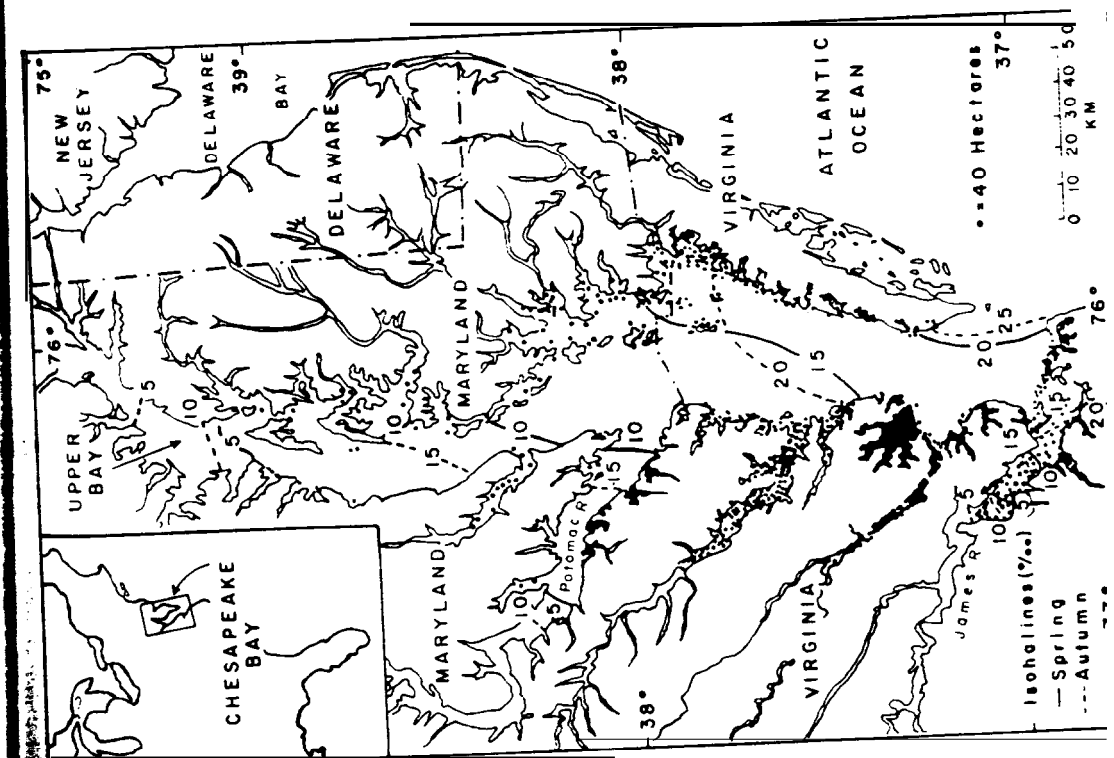 75°
NEW
JERSEY
39°
DELAWARE
BAY
DELAWARE
38°
ATLANTIC
OCEAN
VIRGINIA
37°
• =40 Hectares
0 10 20 30 40 50
KM
76°
UPPER
BAY
5
10
5
10
15
MARYLAND
10
10
15
20
15
20
25
76°
CHESAPEAKE
BAY
MARYLAND
10
15
Potomac R.
38°
VIRGINIA
James R.
5
10
15
10
5
15
20
Isohalines (‰)
— Spring
--- Autumn